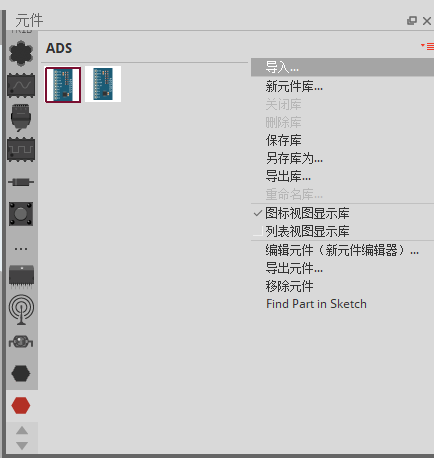 元件
ADS
导入...
新元件库...
关闭库
删除库
保存库
另存库为...
导出库...
重命名库...
图标视图显示库
列表视图显示库
编辑元件（新元件编辑器）...
导出元件...
移除元件
Find Part in Sketch